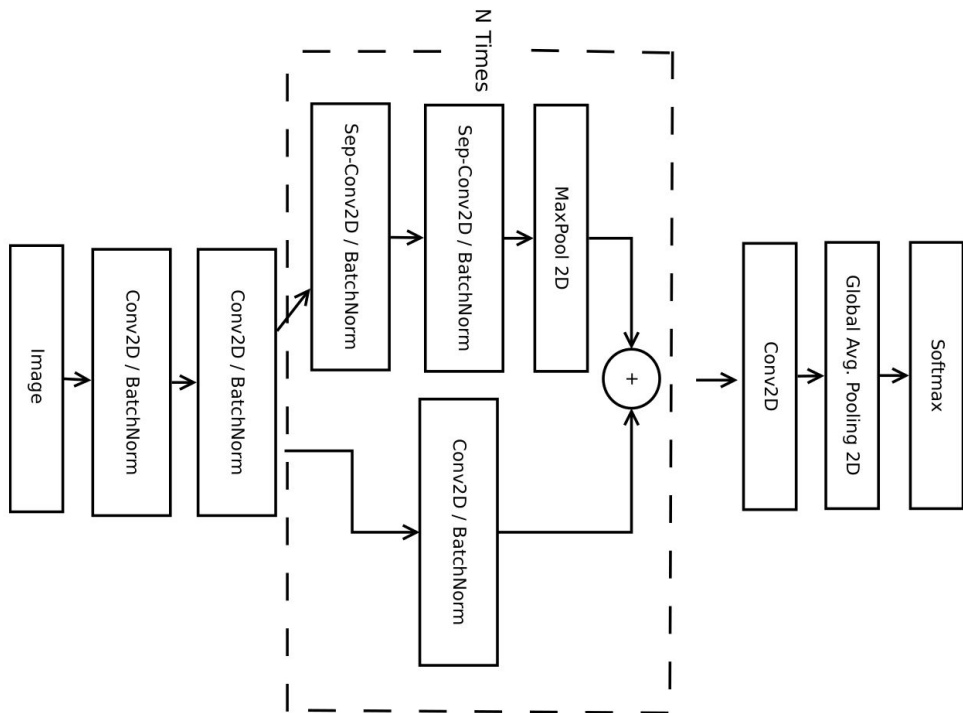 N Times
Image
Conv2D / BatchNorm
Conv2D / BatchNorm
Sep-Conv2D / BatchNorm
Sep-Conv2D / BatchNorm
MaxPool 2D
Conv2D / BatchNorm
+
Conv2D
Global Avg. Pooling 2D
Softmax